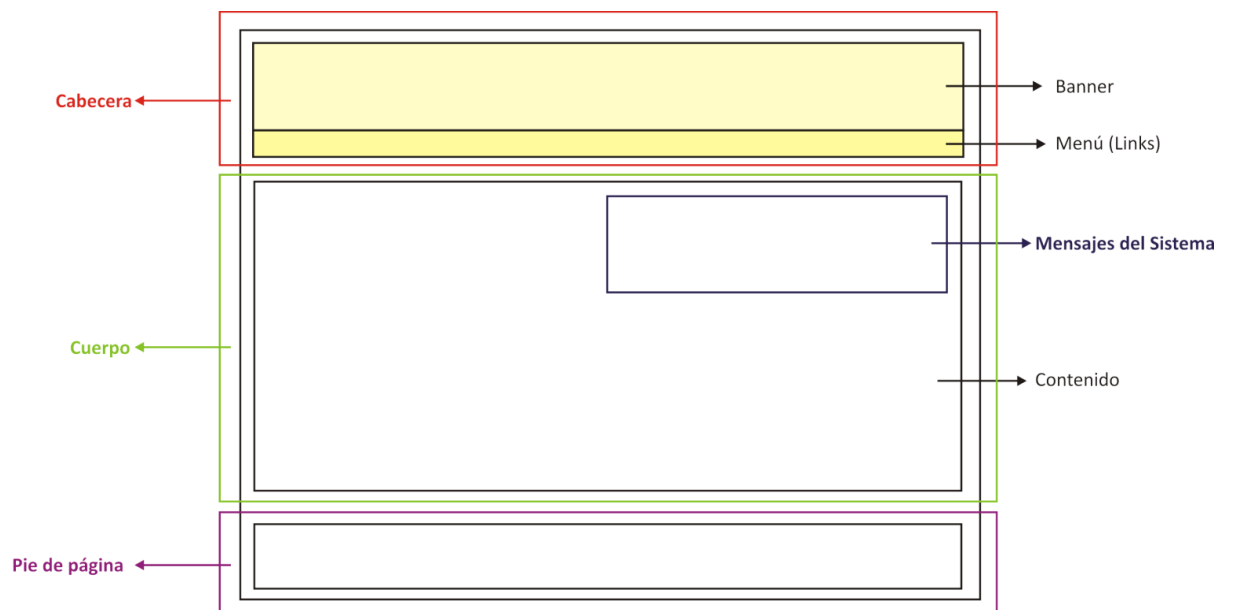 Banner
Cabecera
Menú (Links)
Mensajes del Sistema
Cuerpo
Contenido
Pie de página